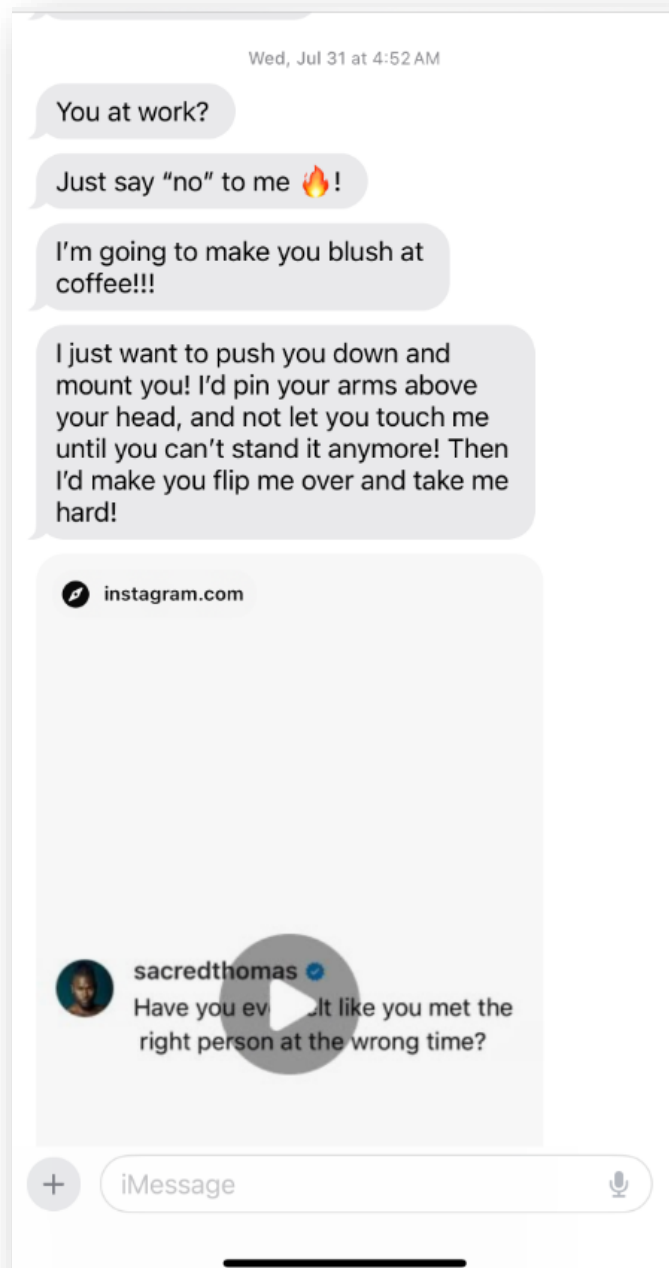 Wed, Jul 31 at 4:52 AM
You at work?
Just say “no” to me 🔥!
I’m going to make you blush at
coffee!!!
I just want to push you down and
mount you! I’d pin your arms above
your head, and not let you touch me
until you can’t stand it anymore! Then
I’d make you flip me over and take me
hard!
instagram.com
sacredthomas
Have you like you met the
right person at the wrong time?
iMessage